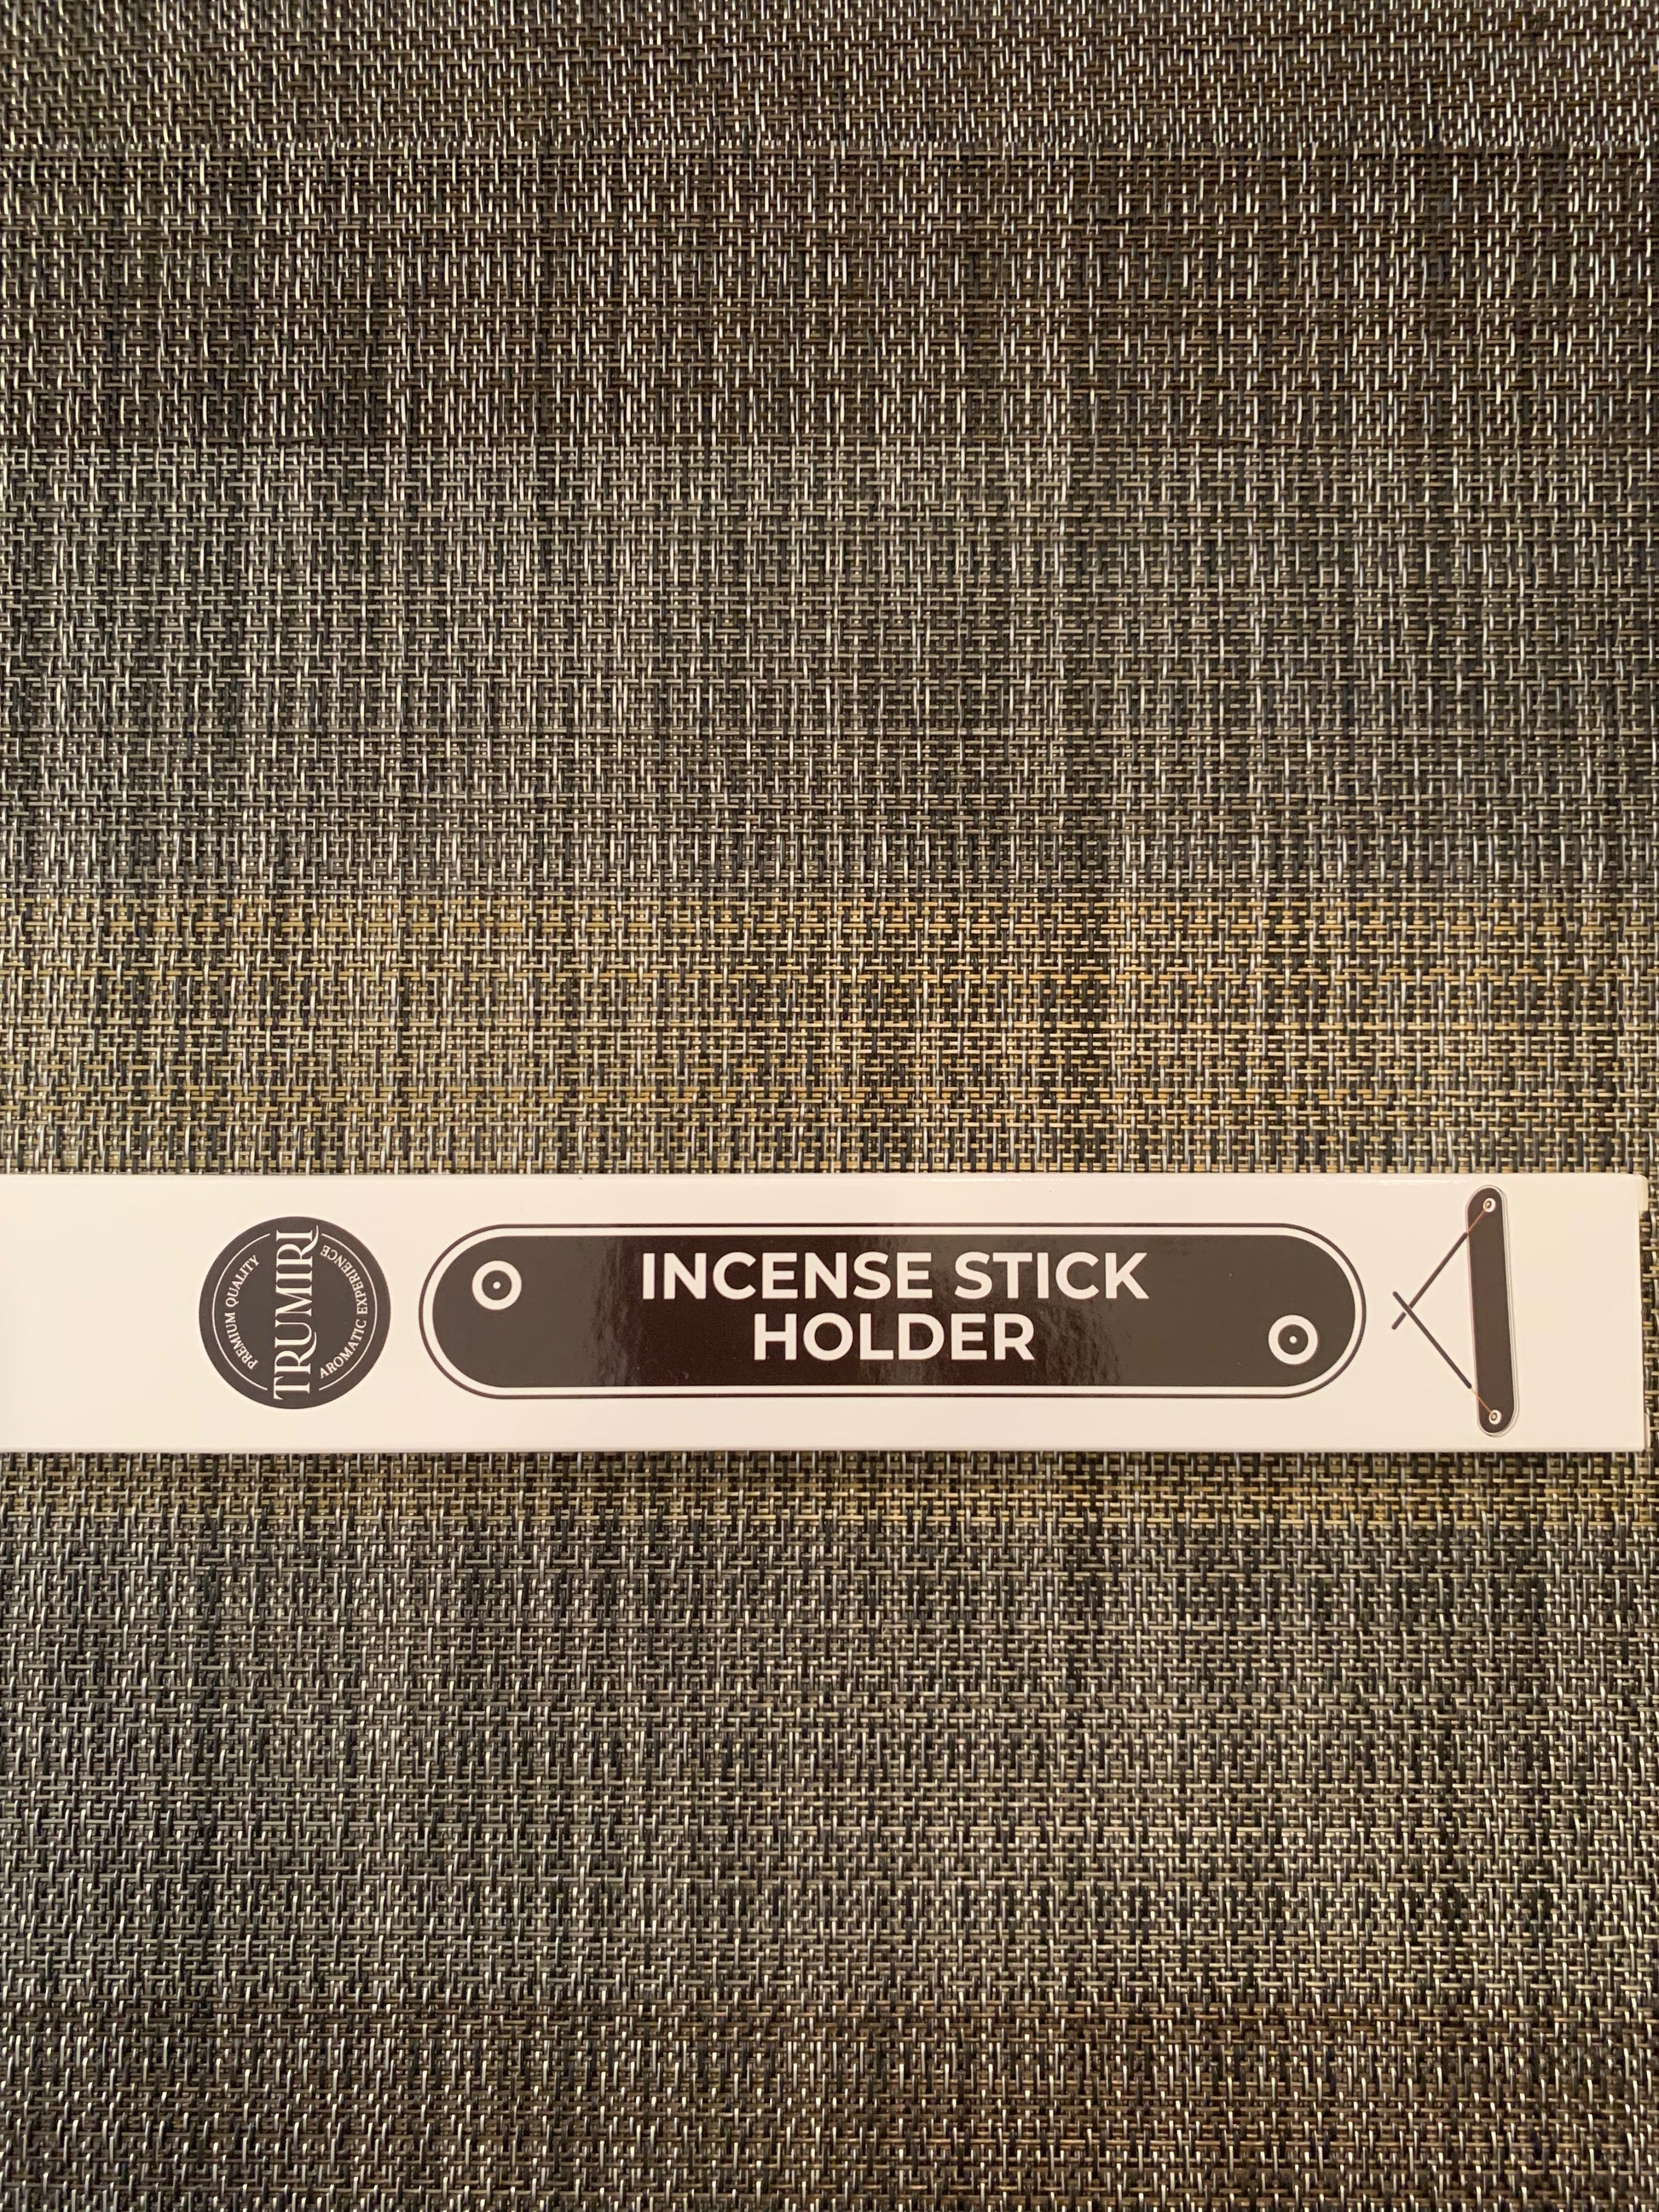 PREMIUM QUALITY
TRUMIRI
AROMATIC EXPERIENCE
INCENSE STICK
HOLDER